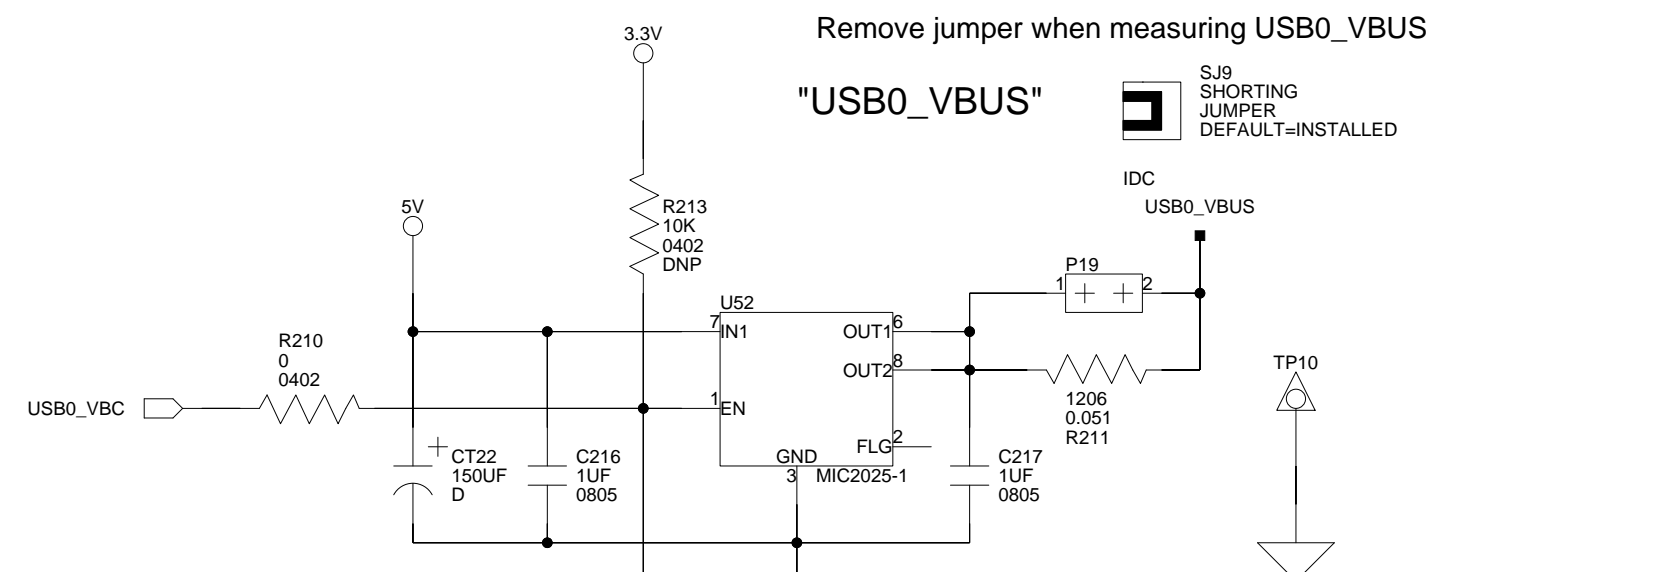 Remove jumper when measuring USB0_VBUS
3.3V
"USB0_VBUS"
SJ9
SHORTING
JUMPER
DEFAULT=INSTALLED
IDC
USB0_VBUS
5V
R213
10K
0402
DNP
P19
1
2
U52
7
IN1
OUT1
6
OUT2
8
1
EN
FLG
2
GND
3
MIC2025-1
R210
0
0402
USB0_VBC
1206
0.051
R211
TP10
+
CT22
150UF
D
C216
1UF
0805
C217
1UF
0805